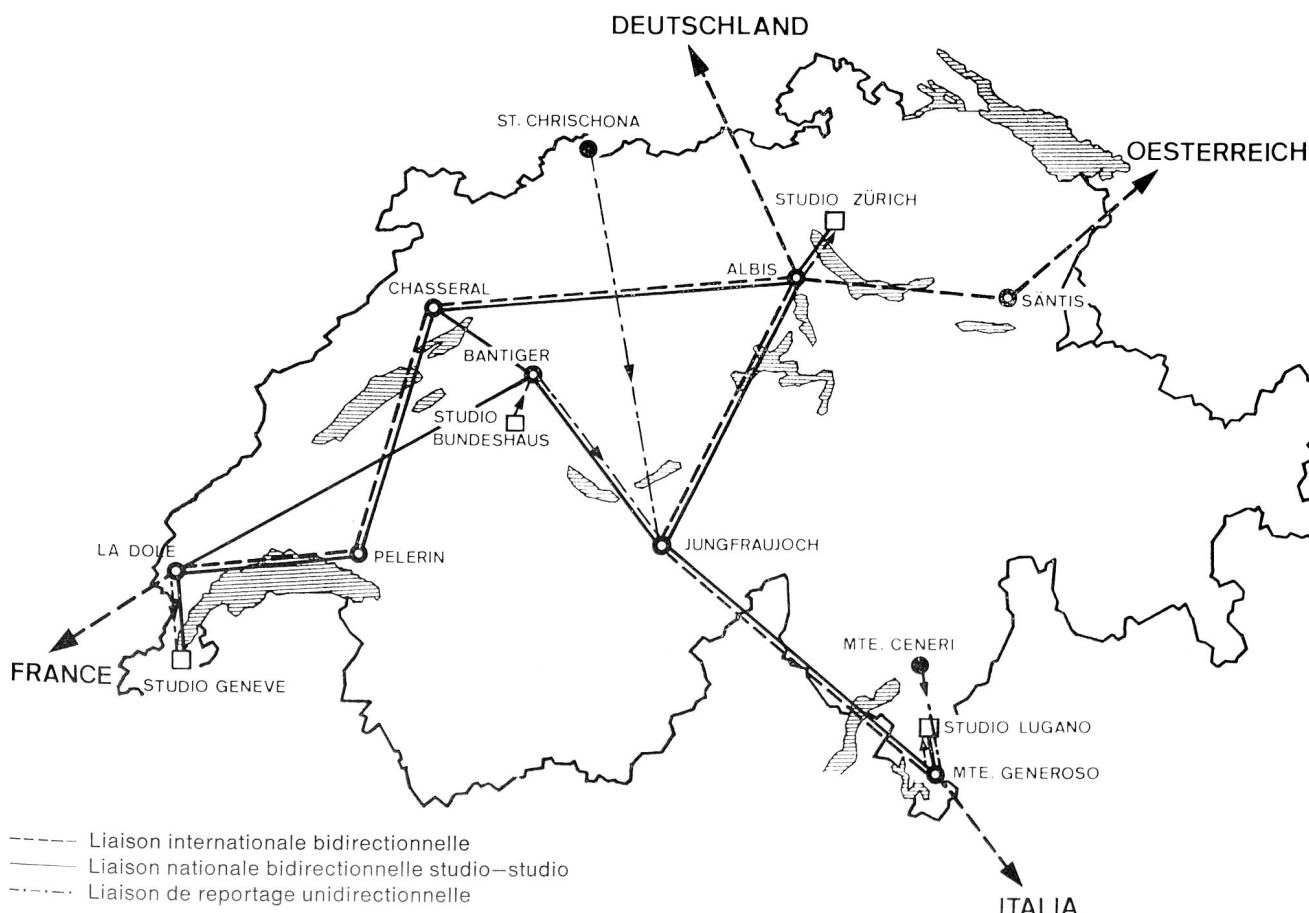 DEUTSCHLAND
ST. CHRISCHONA
OESTERREICH
STUDIO ZÜRICH
ALBIS
CHASSERAL
SÄNTIS
BANTIGER
STUDIO
BUNDESHAUS
LA DOLE
PELERIN
JUNGFRAUJOCH
FRANCE
STUDIO GENEVE
MTE. CENERI
STUDIO LUGANO
MTE. GENEROSO
ITALIA
Liaison internationale bidirectionnelle
Liaison nationale bidirectionnelle studio–studio
Liaison de reportage unidirectionnelle